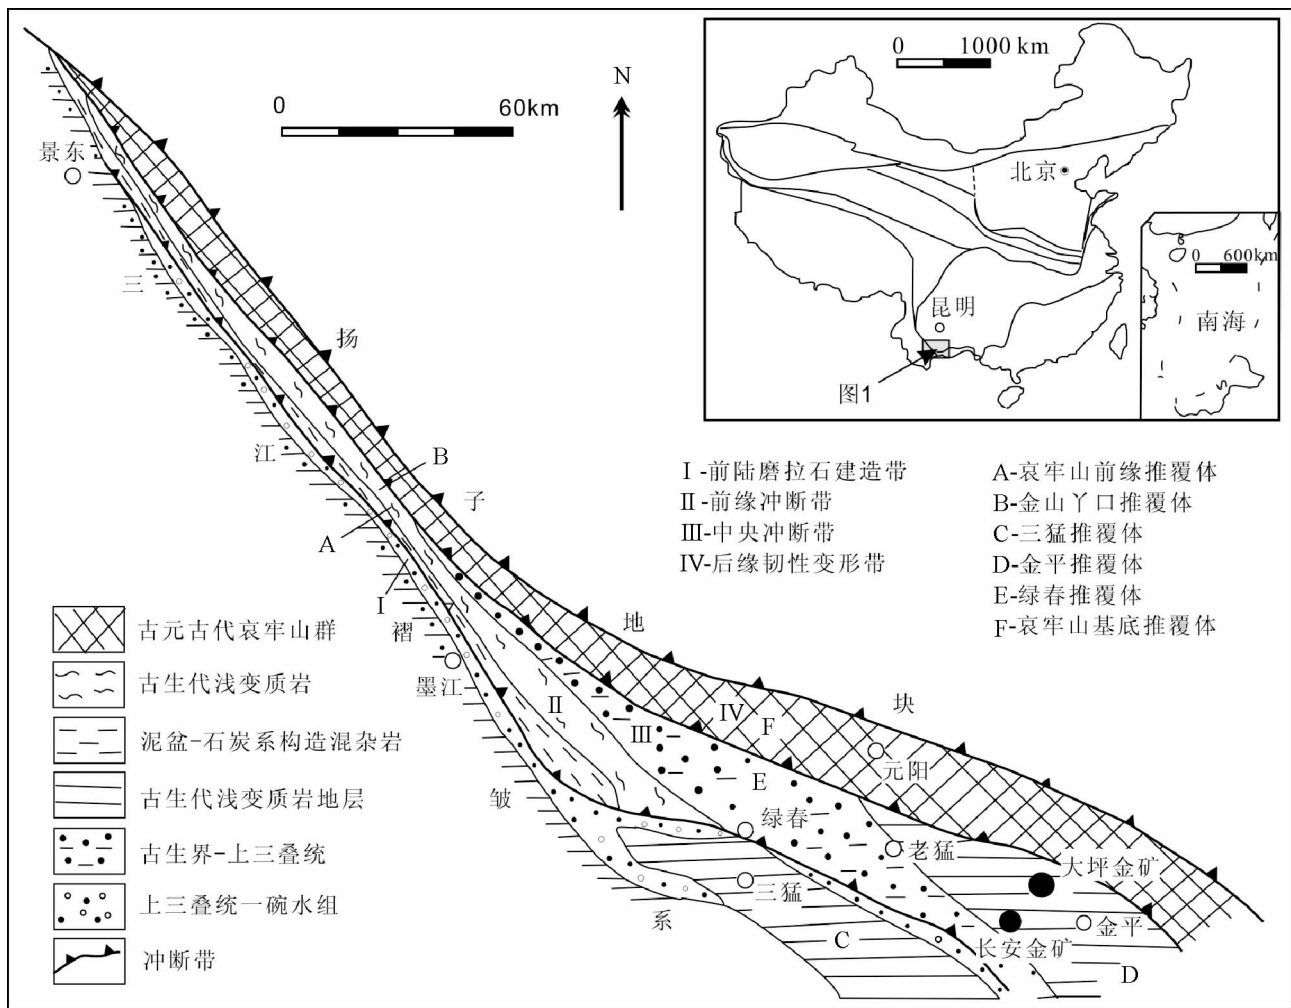 0 60km
N
景东
三
江
褶
皱
系
扬
子
地
块
A
B
I
墨江
II
III
IV
F
E
元阳
绿春
老猛
三猛
C
大坪金矿
金平
长安金矿
D
0 1000 km
北京
昆明
图1
0 600km
南海
I-前陆磨拉石建造带
II-前缘冲断带
III-中央冲断带
IV-后缘韧性变形带
A-哀牢山前缘推覆体
B-金山丫口推覆体
C-三猛推覆体
D-金平推覆体
E-绿春推覆体
F-哀牢山基底推覆体
古元古代哀牢山群
古生代浅变质岩
泥盆-石炭系构造混杂岩
古生代浅变质岩地层
古生界-上三叠统
上三叠统一碗水组
冲断带